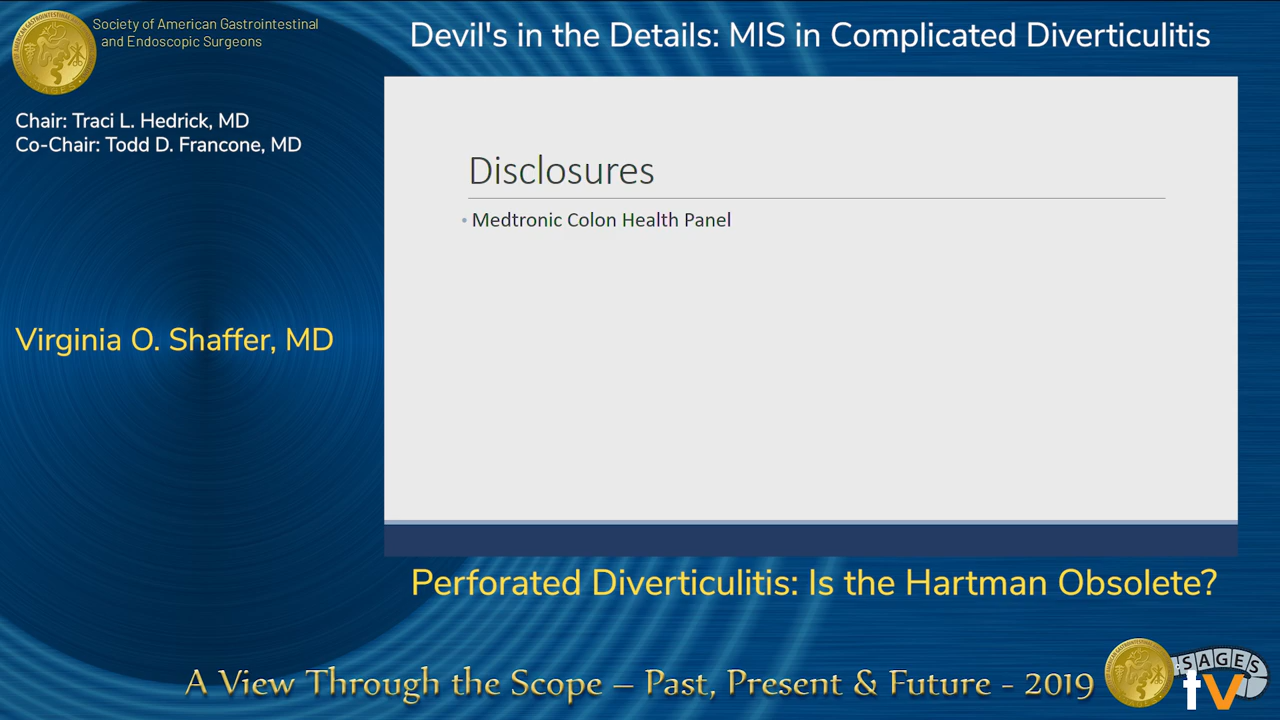 Society of American Gastrointestinal
and Endoscopic Surgeons
Devil's in the Details: MIS in Complicated Diverticulitis
Chair: Traci L. Hedrick, MD
Co-Chair: Todd D. Francone, MD
Disclosures
• Medtronic Colon Health Panel
Virginia O. Shaffer, MD
Perforated Diverticulitis: Is the Hartman Obsolete?
A View Through the Scope – Past, Present & Future - 2019
SAGES
tv